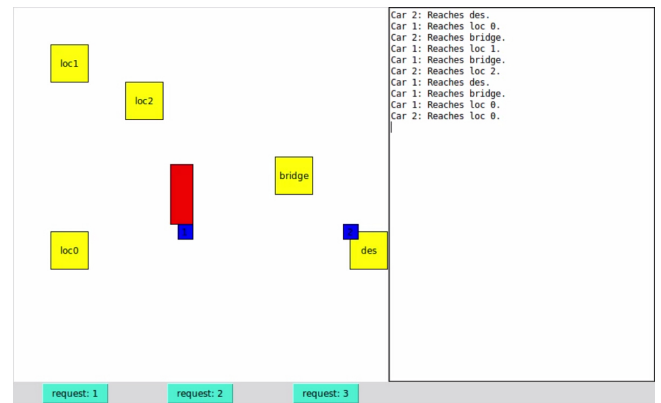 Car 2: Reaches des.
Car 1: Reaches loc 0.
Car 2: Reaches bridge.
Car 1: Reaches loc 1.
Car 1: Reaches bridge.
Car 2: Reaches loc 2.
Car 1: Reaches des.
Car 1: Reaches bridge.
Car 1: Reaches loc 0.
Car 2: Reaches loc 0.
loc1
loc2
bridge
1
2
loc0
des
request: 1
request: 2
request: 3